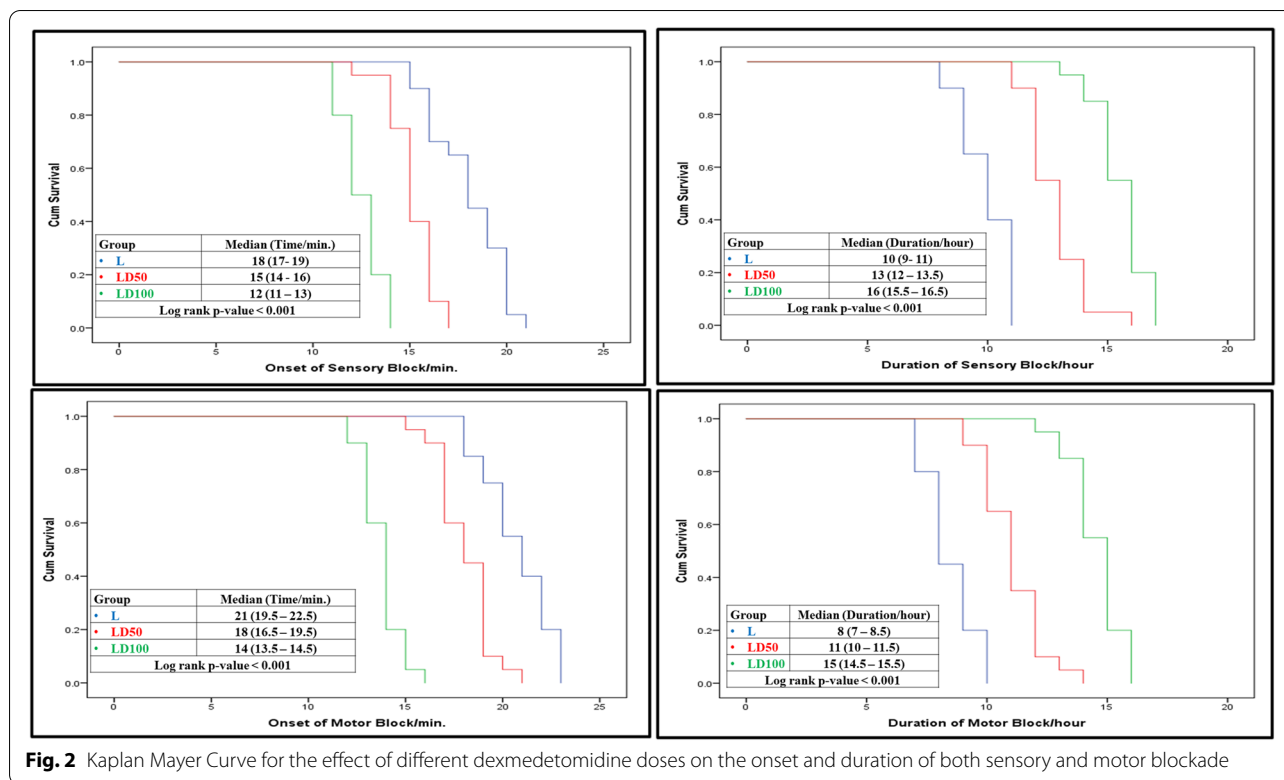 1.0
0.8
0.6
0.4
0.2
0.0
Cum Survival
Group Median (Time/min.)
• L 18 (17- 19)
• LD50 15 (14 - 16)
• LD100 12 (11 – 13)
Log rank p-value < 0.001
0 5 10 15 20 25
Onset of Sensory Block/min.
1.0
0.8
0.6
0.4
0.2
0.0
Cum Survival
Group Median (Duration/hour)
• L 10 (9- 11)
• LD50 13 (12 – 13.5)
• LD100 16 (15.5 – 16.5)
Log rank p-value < 0.001
0 5 10 15 20
Duration of Sensory Block/hour
1.0
0.8
0.6
0.4
0.2
0.0
Cum Survival
Group Median (Time/min.)
• L 21 (19.5 – 22.5)
• LD50 18 (16.5 – 19.5)
• LD100 14 (13.5 – 14.5)
Log rank p-value < 0.001
0 5 10 15 20 25
Onset of Motor Block/min.
1.0
0.8
0.6
0.4
0.2
0.0
Cum Survival
Group Median (Duration/hour)
• L 8 (7 – 8.5)
• LD50 11 (10 – 11.5)
• LD100 15 (14.5 – 15.5)
Log rank p-value < 0.001
0 5 10 15 20
Duration of Motor Block/hour
Fig. 2 Kaplan Mayer Curve for the effect of different dexmedetomidine doses on the onset and duration of both sensory and motor blockade